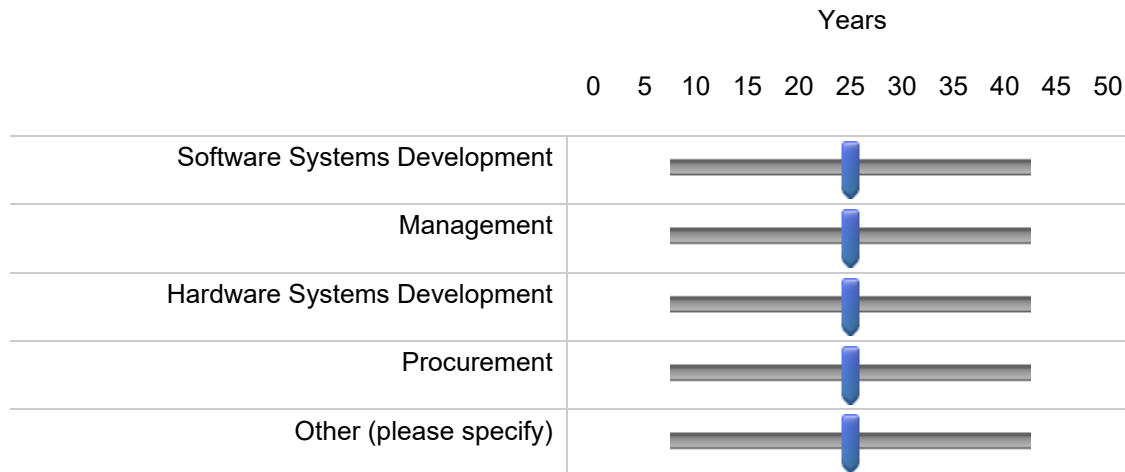 Years
0 5 10 15 20 25 30 35 40 45 50
Software Systems Development
Management
Hardware Systems Development
Procurement
Other (please specify)